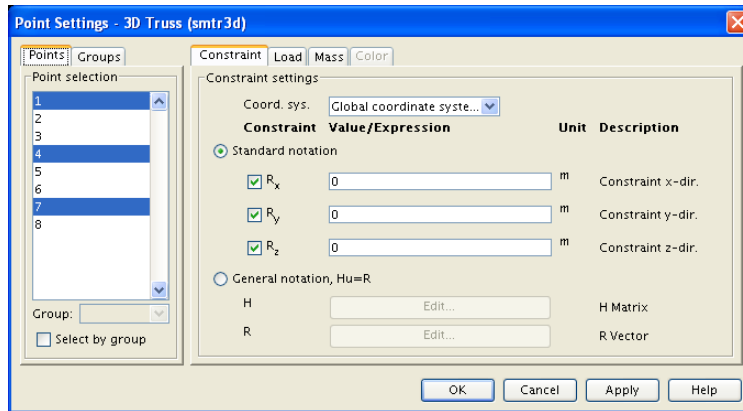 Point Settings - 3D Truss (smtr3d)
Points Groups
Constraint Load Mass Color
Point selection
1
2
3
4
5
6
7
8
Group:
Select by group
Constraint settings
Coord. sys. Global coordinate syste...
Constraint Value/Expression Unit Description
Standard notation
Rx 0 m Constraint x-dir.
Ry 0 m Constraint y-dir.
Rz 0 m Constraint z-dir.
General notation, Hu=R
H Edit... H Matrix
R Edit... R Vector
OK Cancel Apply Help